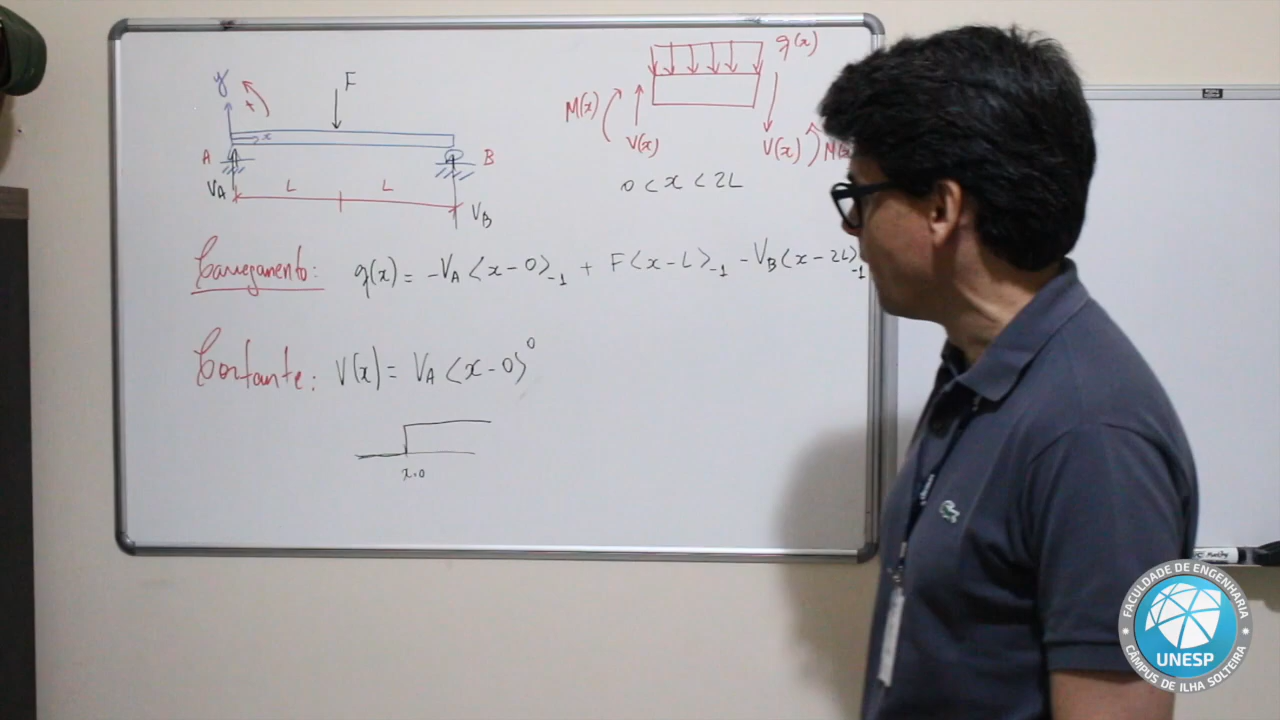 y
+
F
x
A
B
L
L
VA
VB
q(x)
M(x)
V(x)
V(x)
M(x)
0 < x < 2L
Carregamento: q(x) = -VA <x-0>-1 + F<x-L>-1 -VB<x-2L>-1
Cortante: V(x) = VA <x-0>⁰
x=0
FACULDADE DE ENGENHARIA
UNESP
CÂMPUS DE ILHA SOLTEIRA